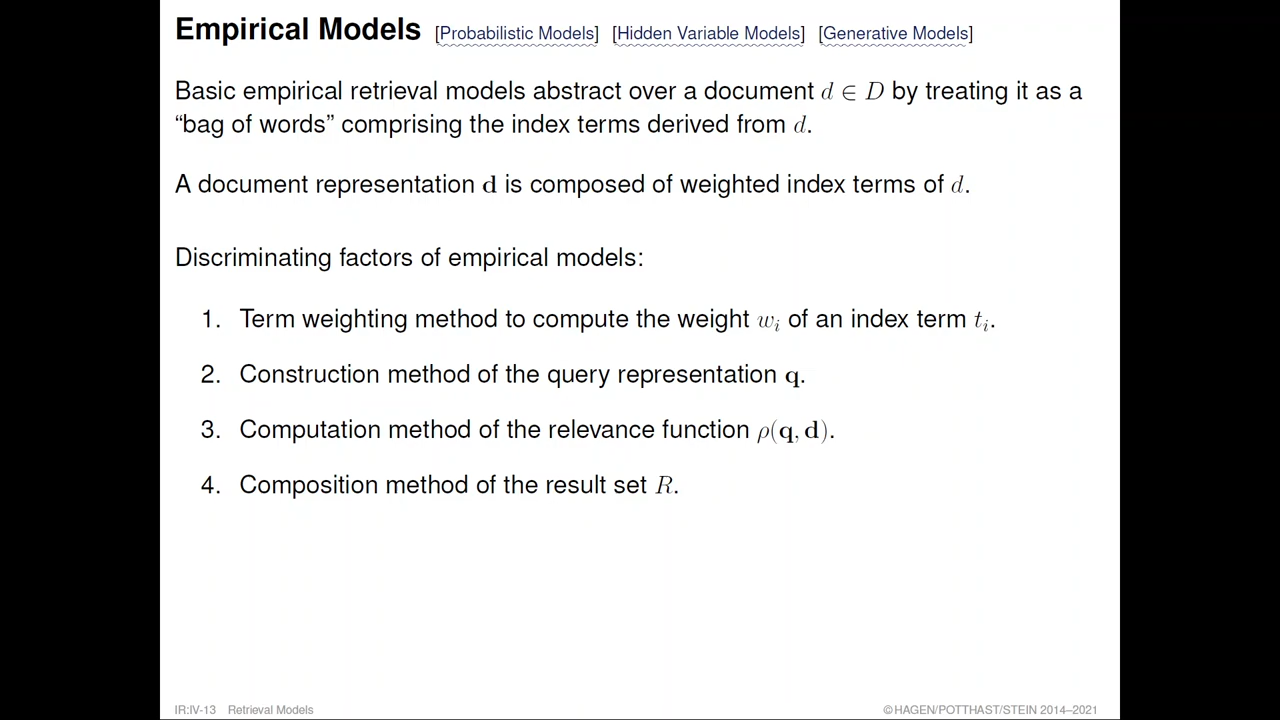 Empirical Models [Probabilistic Models] [Hidden Variable Models] [Generative Models]
Basic empirical retrieval models abstract over a document d ∈ D by treating it as a
“bag of words” comprising the index terms derived from d.
A document representation d is composed of weighted index terms of d.
Discriminating factors of empirical models:
1. Term weighting method to compute the weight wᵢ of an index term tᵢ.
2. Construction method of the query representation q.
3. Computation method of the relevance function ρ(q, d).
4. Composition method of the result set R.
IR:IV-13 Retrieval Models ©HAGEN/POTTHAST/STEIN 2014–2021